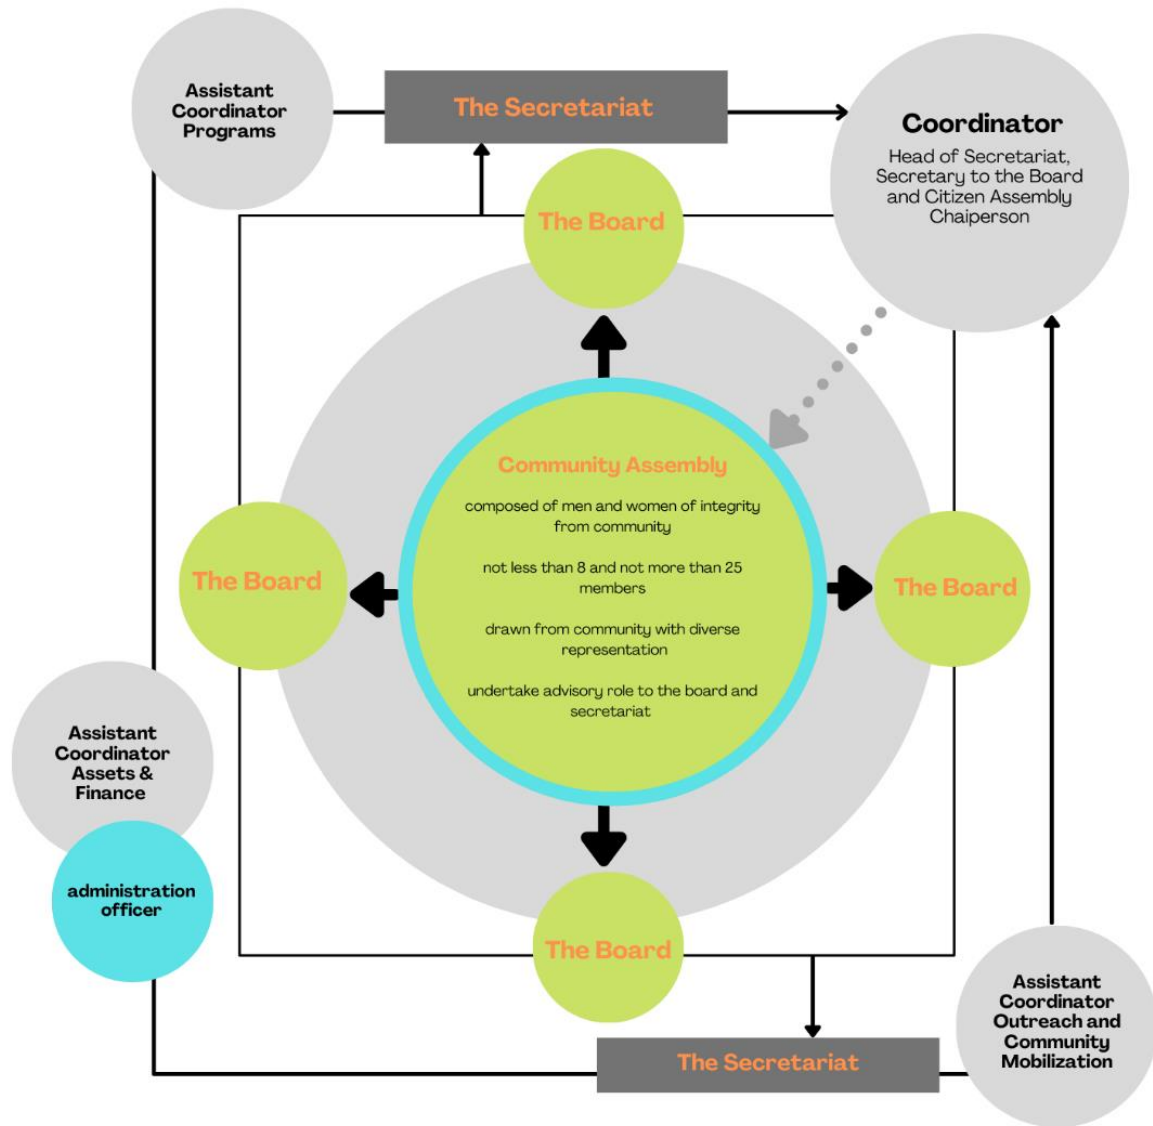 Assistant
Coordinator
Programs
The Secretariat
Coordinator
Head of Secretariat,
Secretary to the Board
and Citizen Assembly
Chaiperson
The Board
Community Assembly
composed of men and women of integrity
from community
not less than 8 and not more than 25
members
drawn from community with diverse
representation
undertake advisory role to the board and
secretariat
The Board
The Board
Assistant
Coordinator
Assets &
Finance
administration
officer
The Board
Assistant
Coordinator
Outreach and
Community
Mobilization
The Secretariat